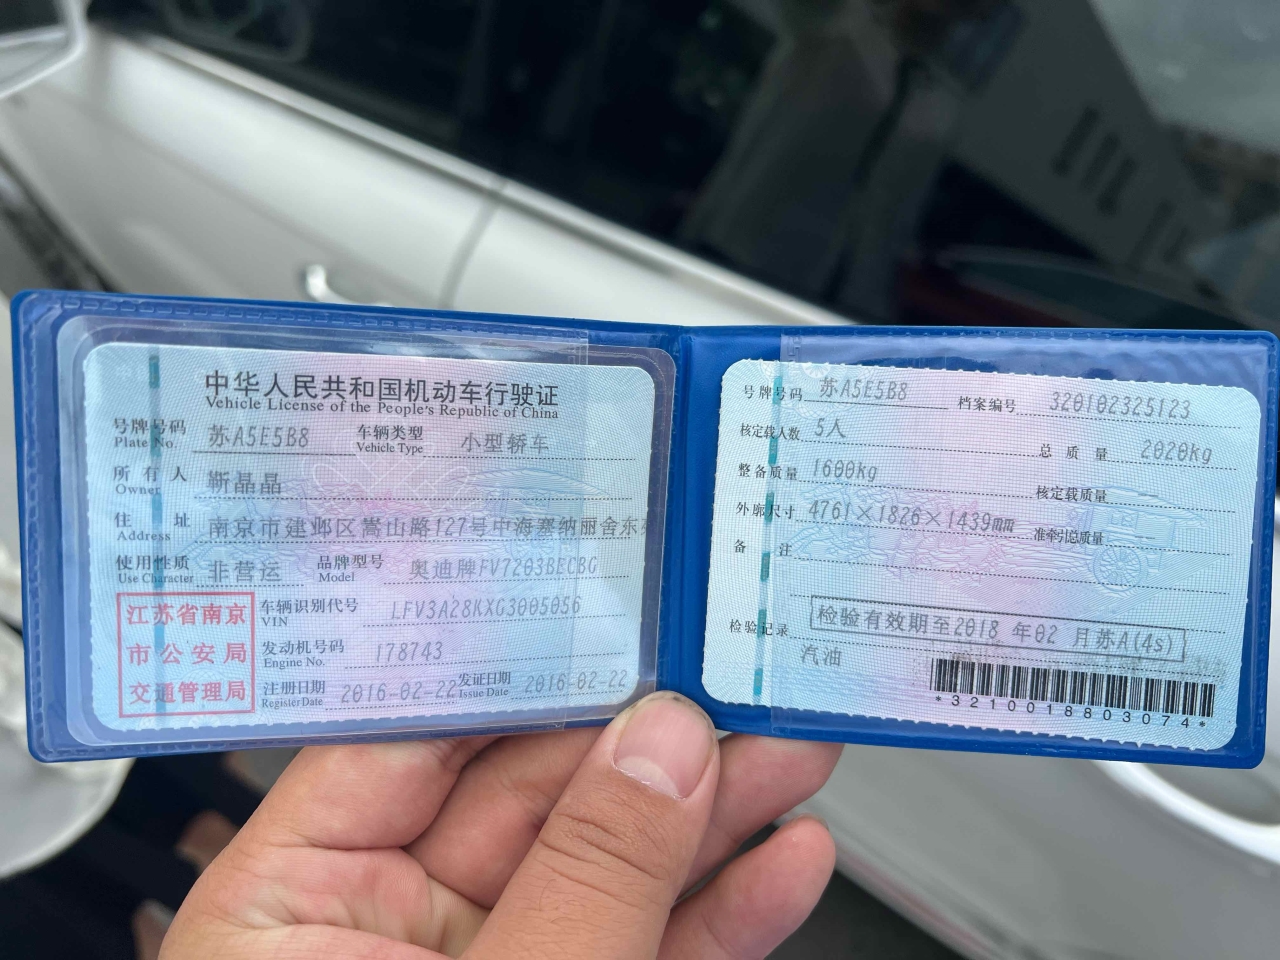 中华人民共和国机动车行驶证
Vehicle License of the People's Republic of China
号牌号码 苏A5E5B8 车辆类型 小型轿车
Plate No. Vehicle Type
所有人 靳晶晶
Owner
住址 南京市建邺区嵩山路127号中海塞纳丽舍东
Address
使用性质 非营运 品牌型号 奥迪牌FV7203BECBG
Use Character Model
江苏省南京
市公安局
交通管理局
车辆识别代号 LFV3A28KXG3005056
VIN
发动机号码 178743
Engine No.
注册日期 2016-02-22 发证日期 2016-02-22
Register Date Issue Date
号牌号码 苏A5E5B8 档案编号 320102325123
核定载人数 5人 总质量 2020kg
整备质量 1600kg 核定载质量
外廓尺寸 4761×1826×1439mm 准牵引总质量
备注
检验记录 检验有效期至2018年02月苏A(4s)
汽油
*3210018803074*